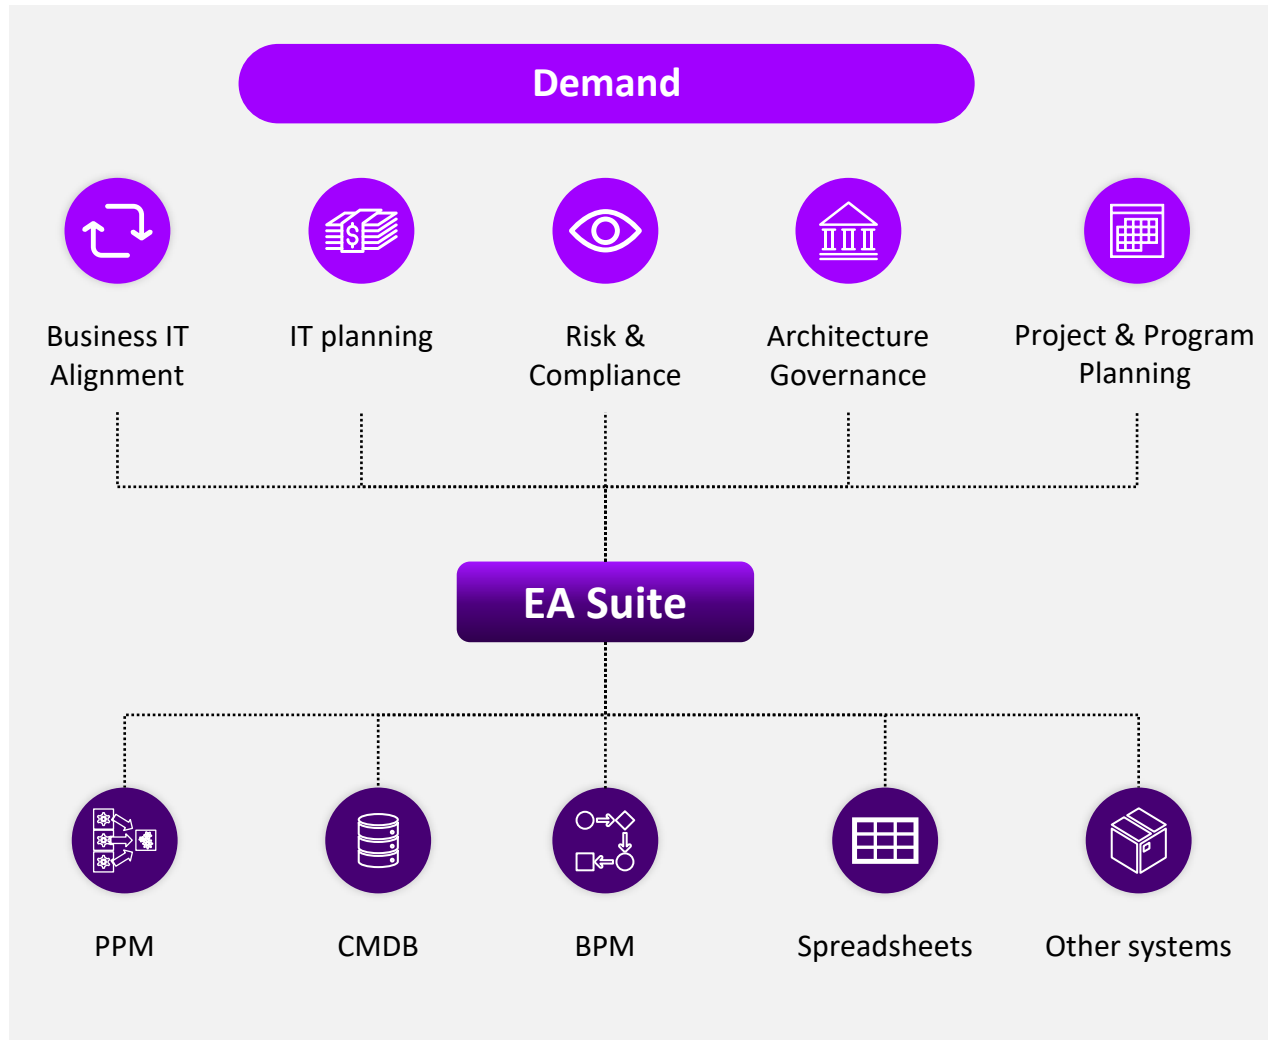 Demand
Business IT
Alignment
IT planning
Risk &
Compliance
Architecture
Governance
Project & Program
Planning
EA Suite
PPM
CMDB
BPM
Spreadsheets
Other systems